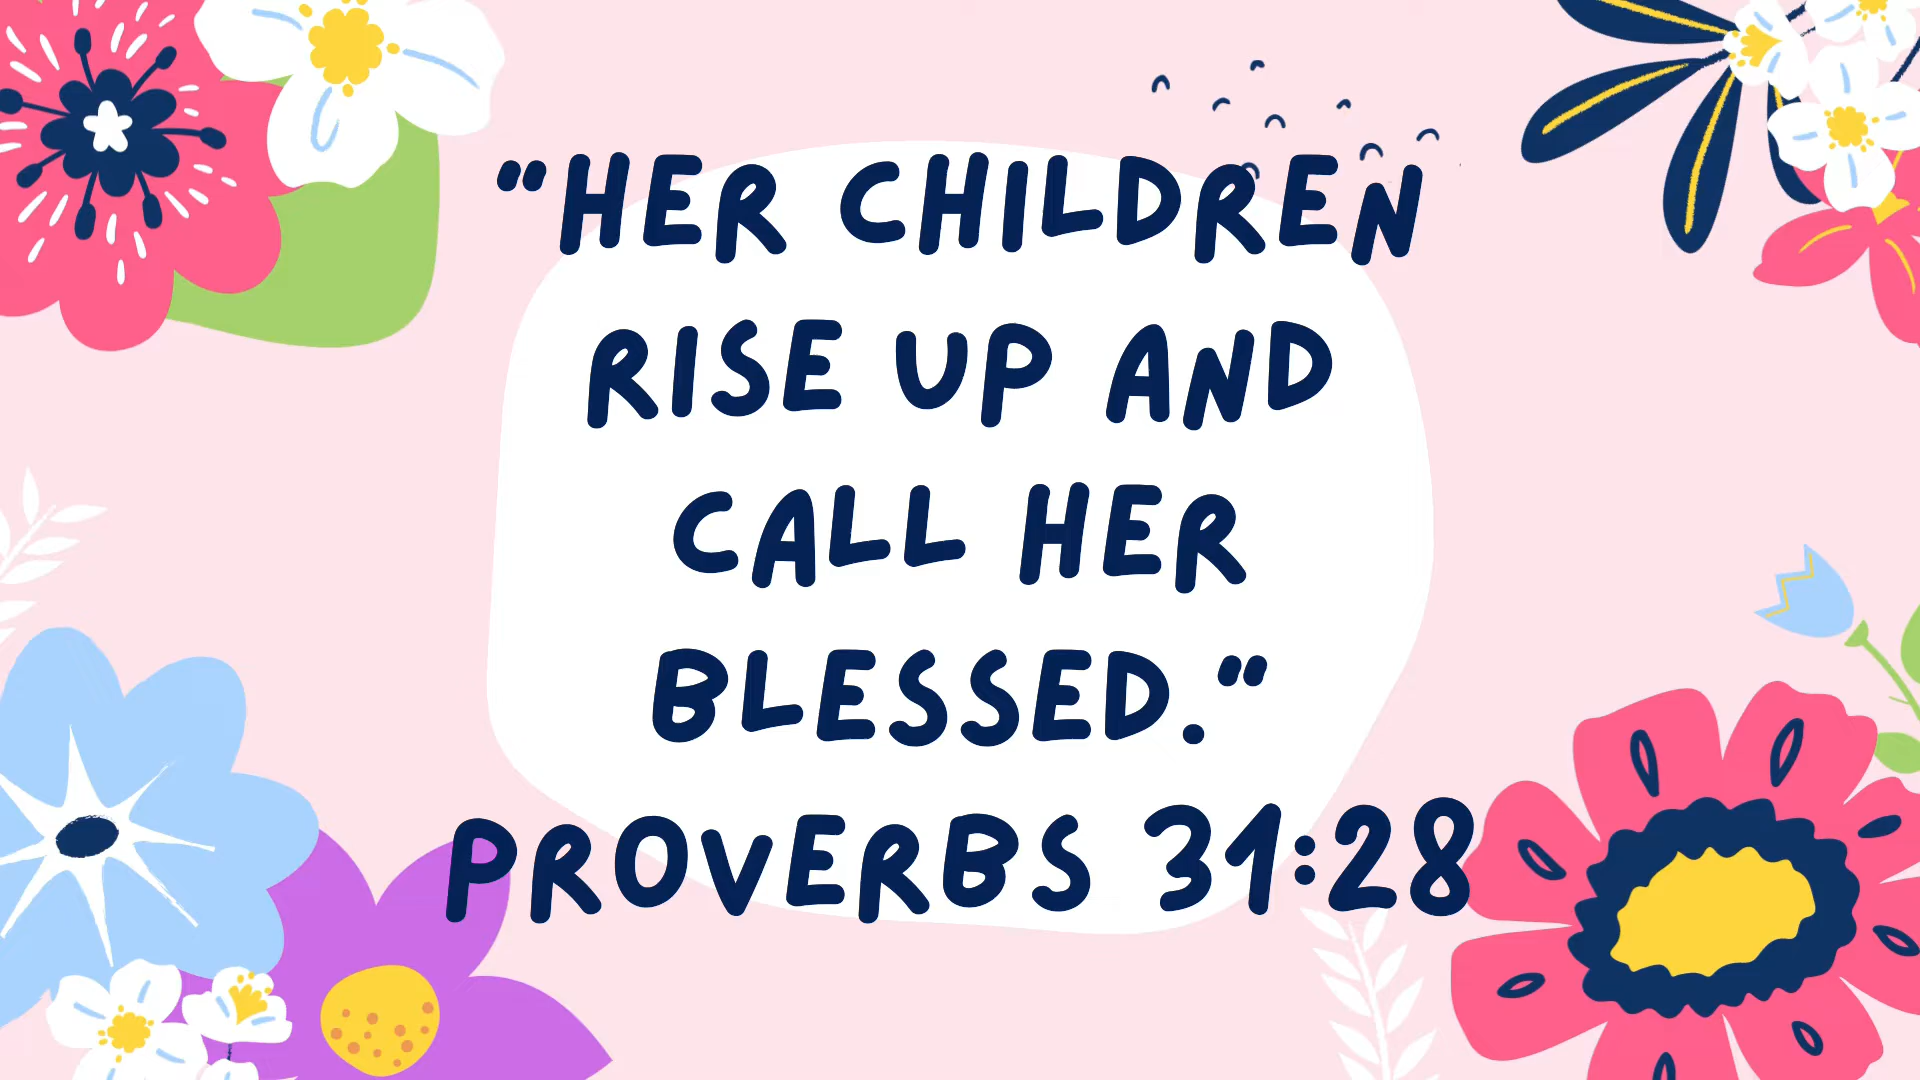 “HER CHILDREN
RISE UP AND
CALL HER
BLESSED.”
PROVERBS 31:28